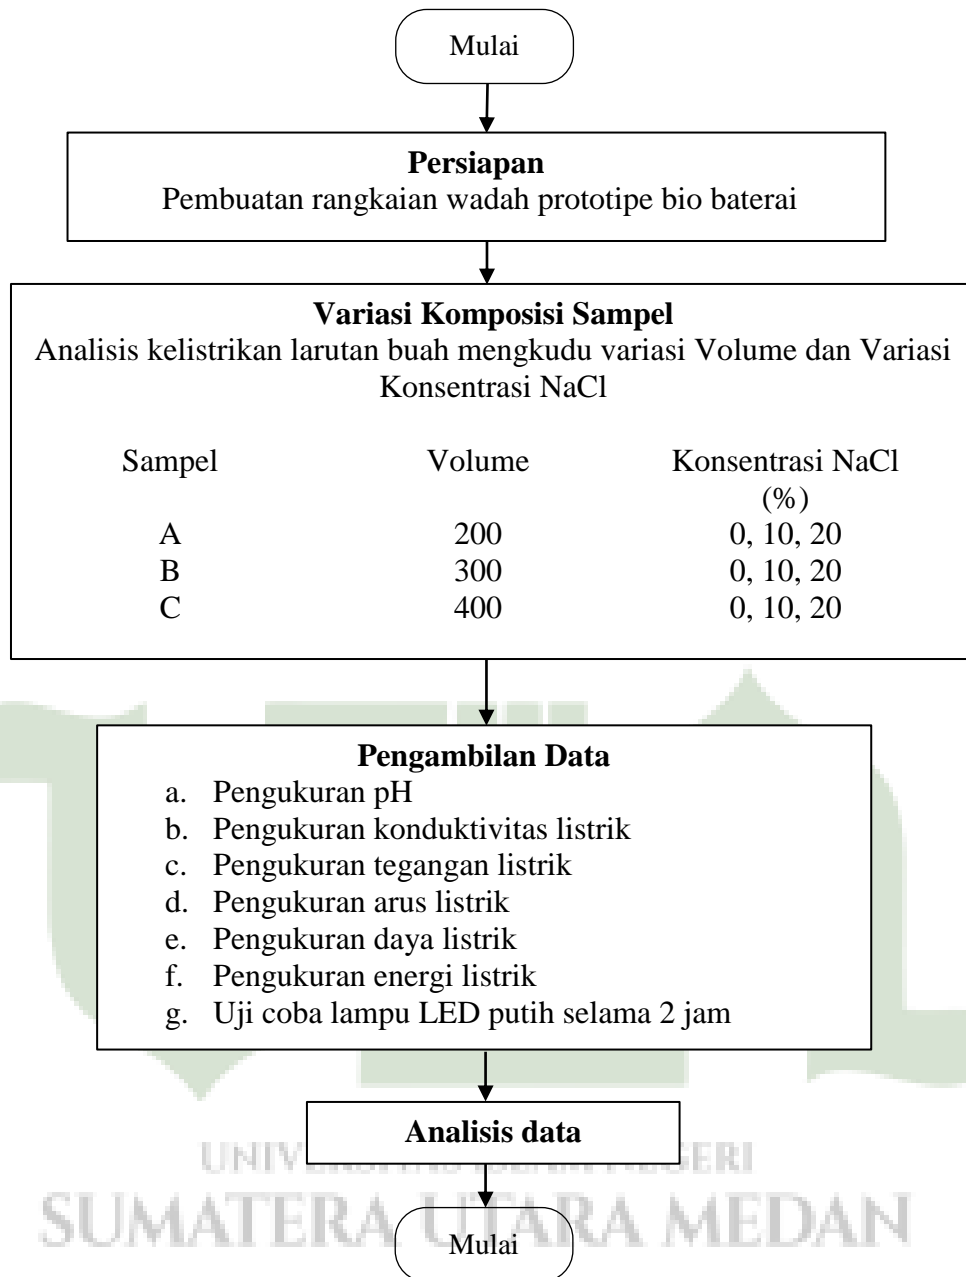 Mulai
Persiapan
Pembuatan rangkaian wadah prototipe bio baterai
Variasi Komposisi Sampel
Analisis kelistrikan larutan buah mengkudu variasi Volume dan Variasi
Konsentrasi NaCl
Sampel Volume Konsentrasi NaCl
(%)
A 200 0, 10, 20
B 300 0, 10, 20
C 400 0, 10, 20
Pengambilan Data
a. Pengukuran pH
b. Pengukuran konduktivitas listrik
c. Pengukuran tegangan listrik
d. Pengukuran arus listrik
e. Pengukuran daya listrik
f. Pengukuran energi listrik
g. Uji coba lampu LED putih selama 2 jam
Analisis data
SUMATERA UTARA MEDAN
Mulai